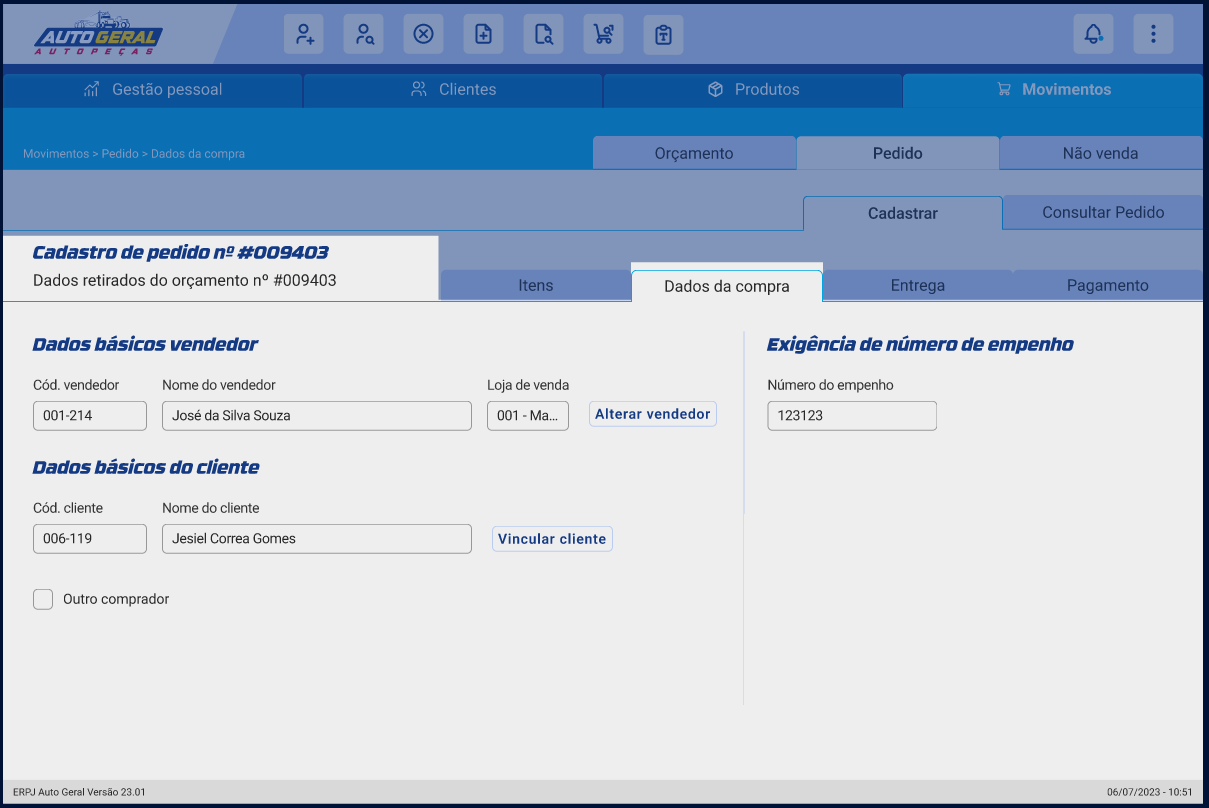 AUTO GERAL
AUTOPEÇAS
Gestão pessoal
Clientes
Produtos
Movimentos
Movimentos > Pedido > Dados da compra
Orçamento
Pedido
Não venda
Cadastrar
Consultar Pedido
Cadastro de pedido nº #009403
Dados retirados do orçamento nº #009403
Itens
Dados da compra
Entrega
Pagamento
Dados básicos vendedor
Exigência de número de empenho
Cód. vendedor
Nome do vendedor
Loja de venda
Número do empenho
001-214
José da Silva Souza
001 - Ma...
Alterar vendedor
123123
Dados básicos do cliente
Cód. cliente
Nome do cliente
006-119
Jesiel Correa Gomes
Vincular cliente
Outro comprador
ERPJ Auto Geral Versão 23.01
06/07/2023 - 10:51